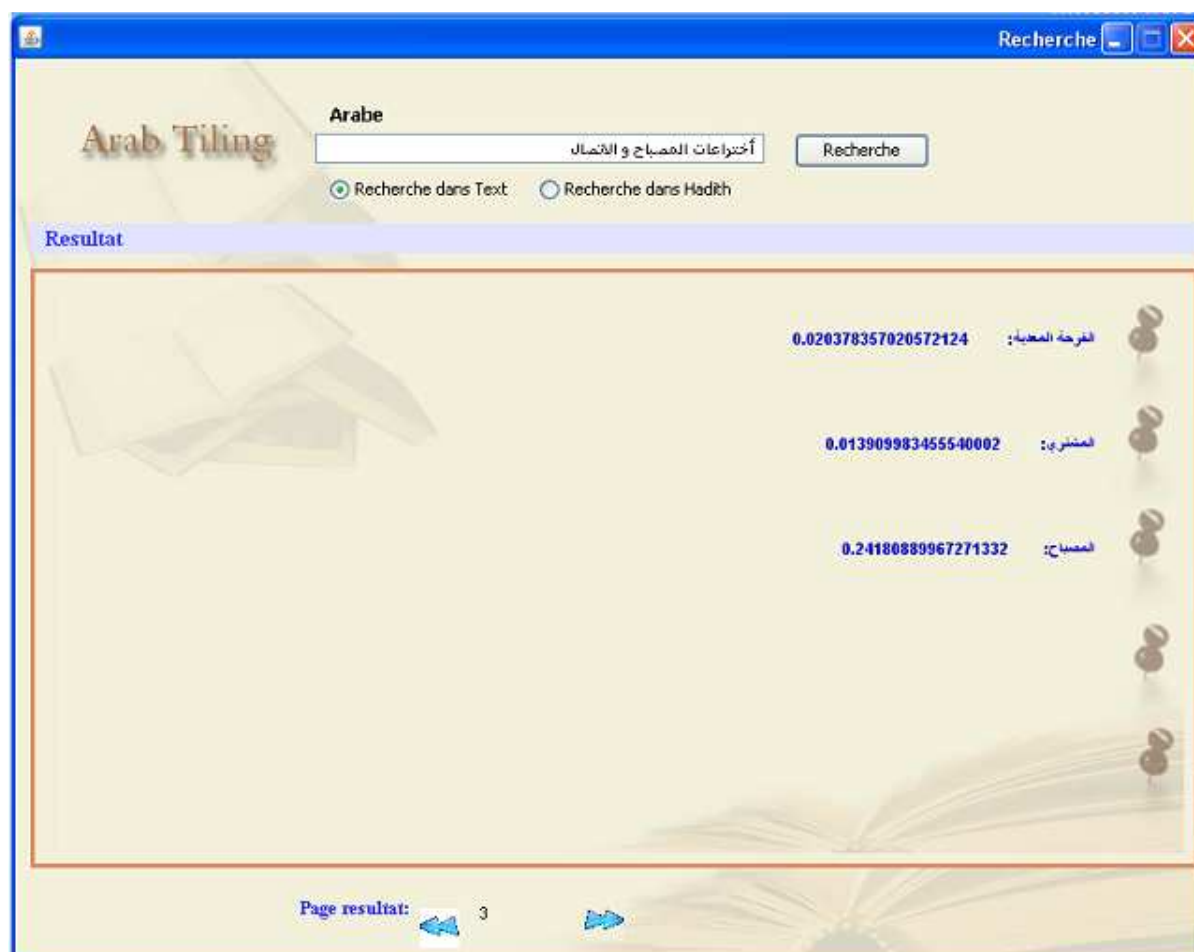 Recherche
Arab Tiling
Arabe
أختراعات المصباح و الاتصال
Recherche
Recherche dans Text
Recherche dans Hadith
Resultat
القرحة المعدية: 0.020378357020572124
المشتري: 0.013909983455540002
المصباح: 0.24180889967271332
Page resultat: 3